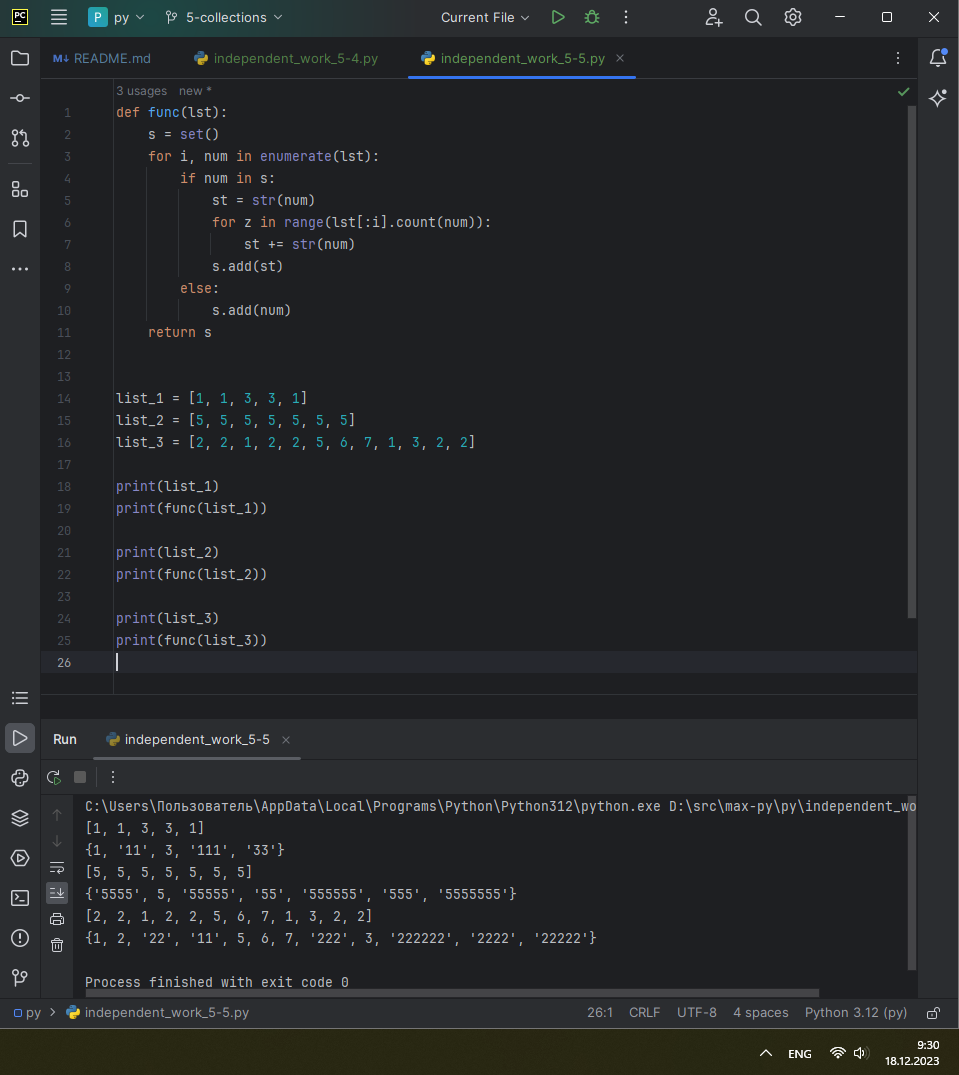 PC P py 5-collections Current File
M↓ README.md independent_work_5-4.py independent_work_5-5.py
3 usages new *
1 def func(lst):
2 s = set()
3 for i, num in enumerate(lst):
4 if num in s:
5 st = str(num)
6 for z in range(lst[:i].count(num)):
7 st += str(num)
8 s.add(st)
9 else:
10 s.add(num)
11 return s
12
13
14 list_1 = [1, 1, 3, 3, 1]
15 list_2 = [5, 5, 5, 5, 5, 5, 5]
16 list_3 = [2, 2, 1, 2, 2, 5, 6, 7, 1, 3, 2, 2]
17
18 print(list_1)
19 print(func(list_1))
20
21 print(list_2)
22 print(func(list_2))
23
24 print(list_3)
25 print(func(list_3))
26
Run independent_work_5-5
C:\Users\Пользователь\AppData\Local\Programs\Python\Python312\python.exe D:\src\max-py\py\independent_wo
[1, 1, 3, 3, 1]
{1, '11', 3, '111', '33'}
[5, 5, 5, 5, 5, 5, 5]
{'5555', 5, '55555', '55', '555555', '555', '5555555'}
[2, 2, 1, 2, 2, 5, 6, 7, 1, 3, 2, 2]
{1, 2, '22', '11', 5, 6, 7, '222', 3, '222222', '2222', '22222'}
Process finished with exit code 0
py independent_work_5-5.py 26:1 CRLF UTF-8 4 spaces Python 3.12 (py)
ENG 9:30
18.12.2023